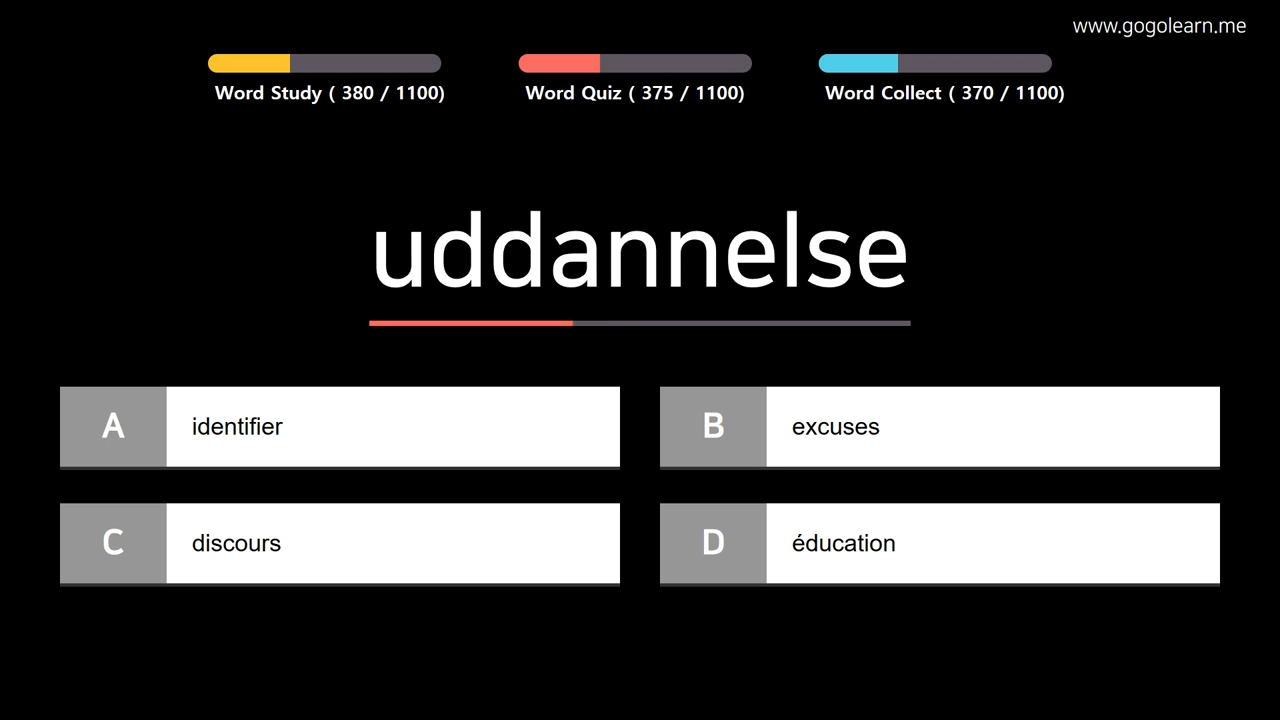 www.gogolearn.me
Word Study ( 380 / 1100)
Word Quiz ( 375 / 1100)
Word Collect ( 370 / 1100)
uddannelse
A
identifier
B
excuses
C
discours
D
éducation